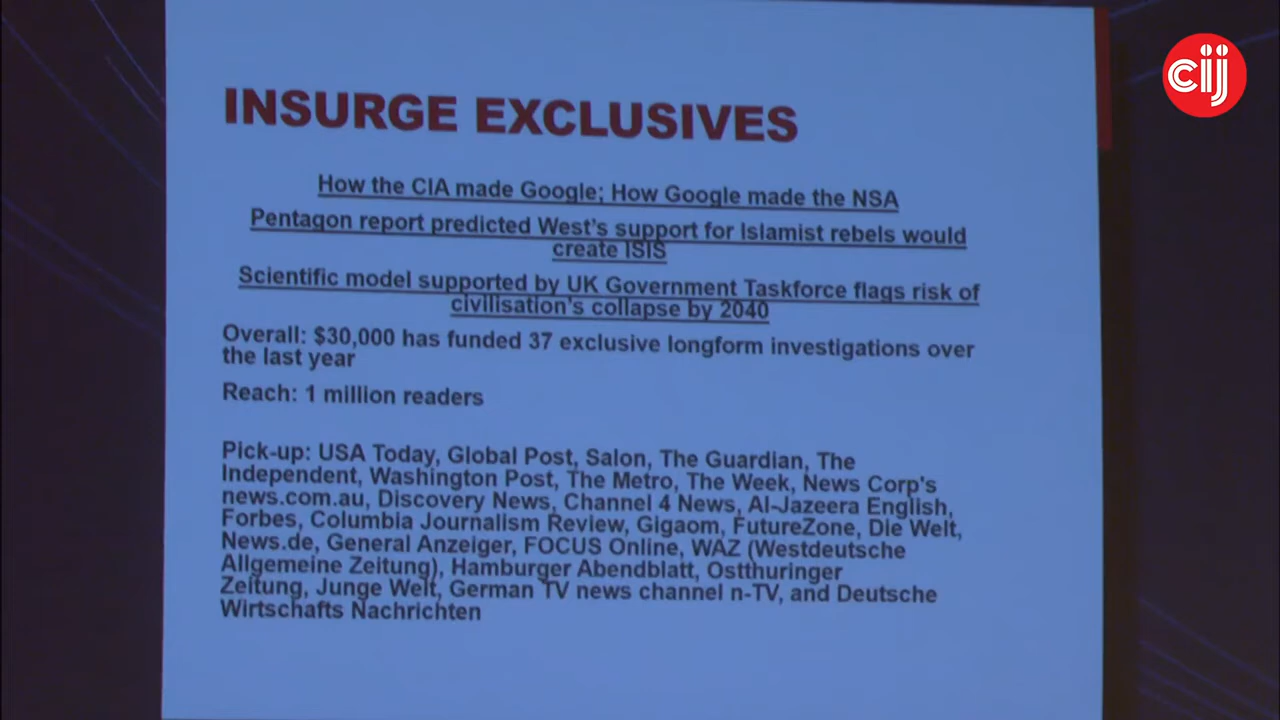 cij
INSURGE EXCLUSIVES
How the CIA made Google; How Google made the NSA
Pentagon report predicted West's support for Islamist rebels would
create ISIS
Scientific model supported by UK Government Taskforce flags risk of
civilisation's collapse by 2040
Overall: $30,000 has funded 37 exclusive longform investigations over
the last year
Reach: 1 million readers
Pick-up: USA Today, Global Post, Salon, The Guardian, The
Independent, Washington Post, The Metro, The Week, News Corp's
news.com.au, Discovery News, Channel 4 News, Al-Jazeera English,
Forbes, Columbia Journalism Review, Gigaom, FutureZone, Die Welt,
News.de, General Anzeiger, FOCUS Online, WAZ (Westdeutsche
Allgemeine Zeitung), Hamburger Abendblatt, Ostthuringer
Zeitung, Junge Welt, German TV news channel n-TV, and Deutsche
Wirtschafts Nachrichten